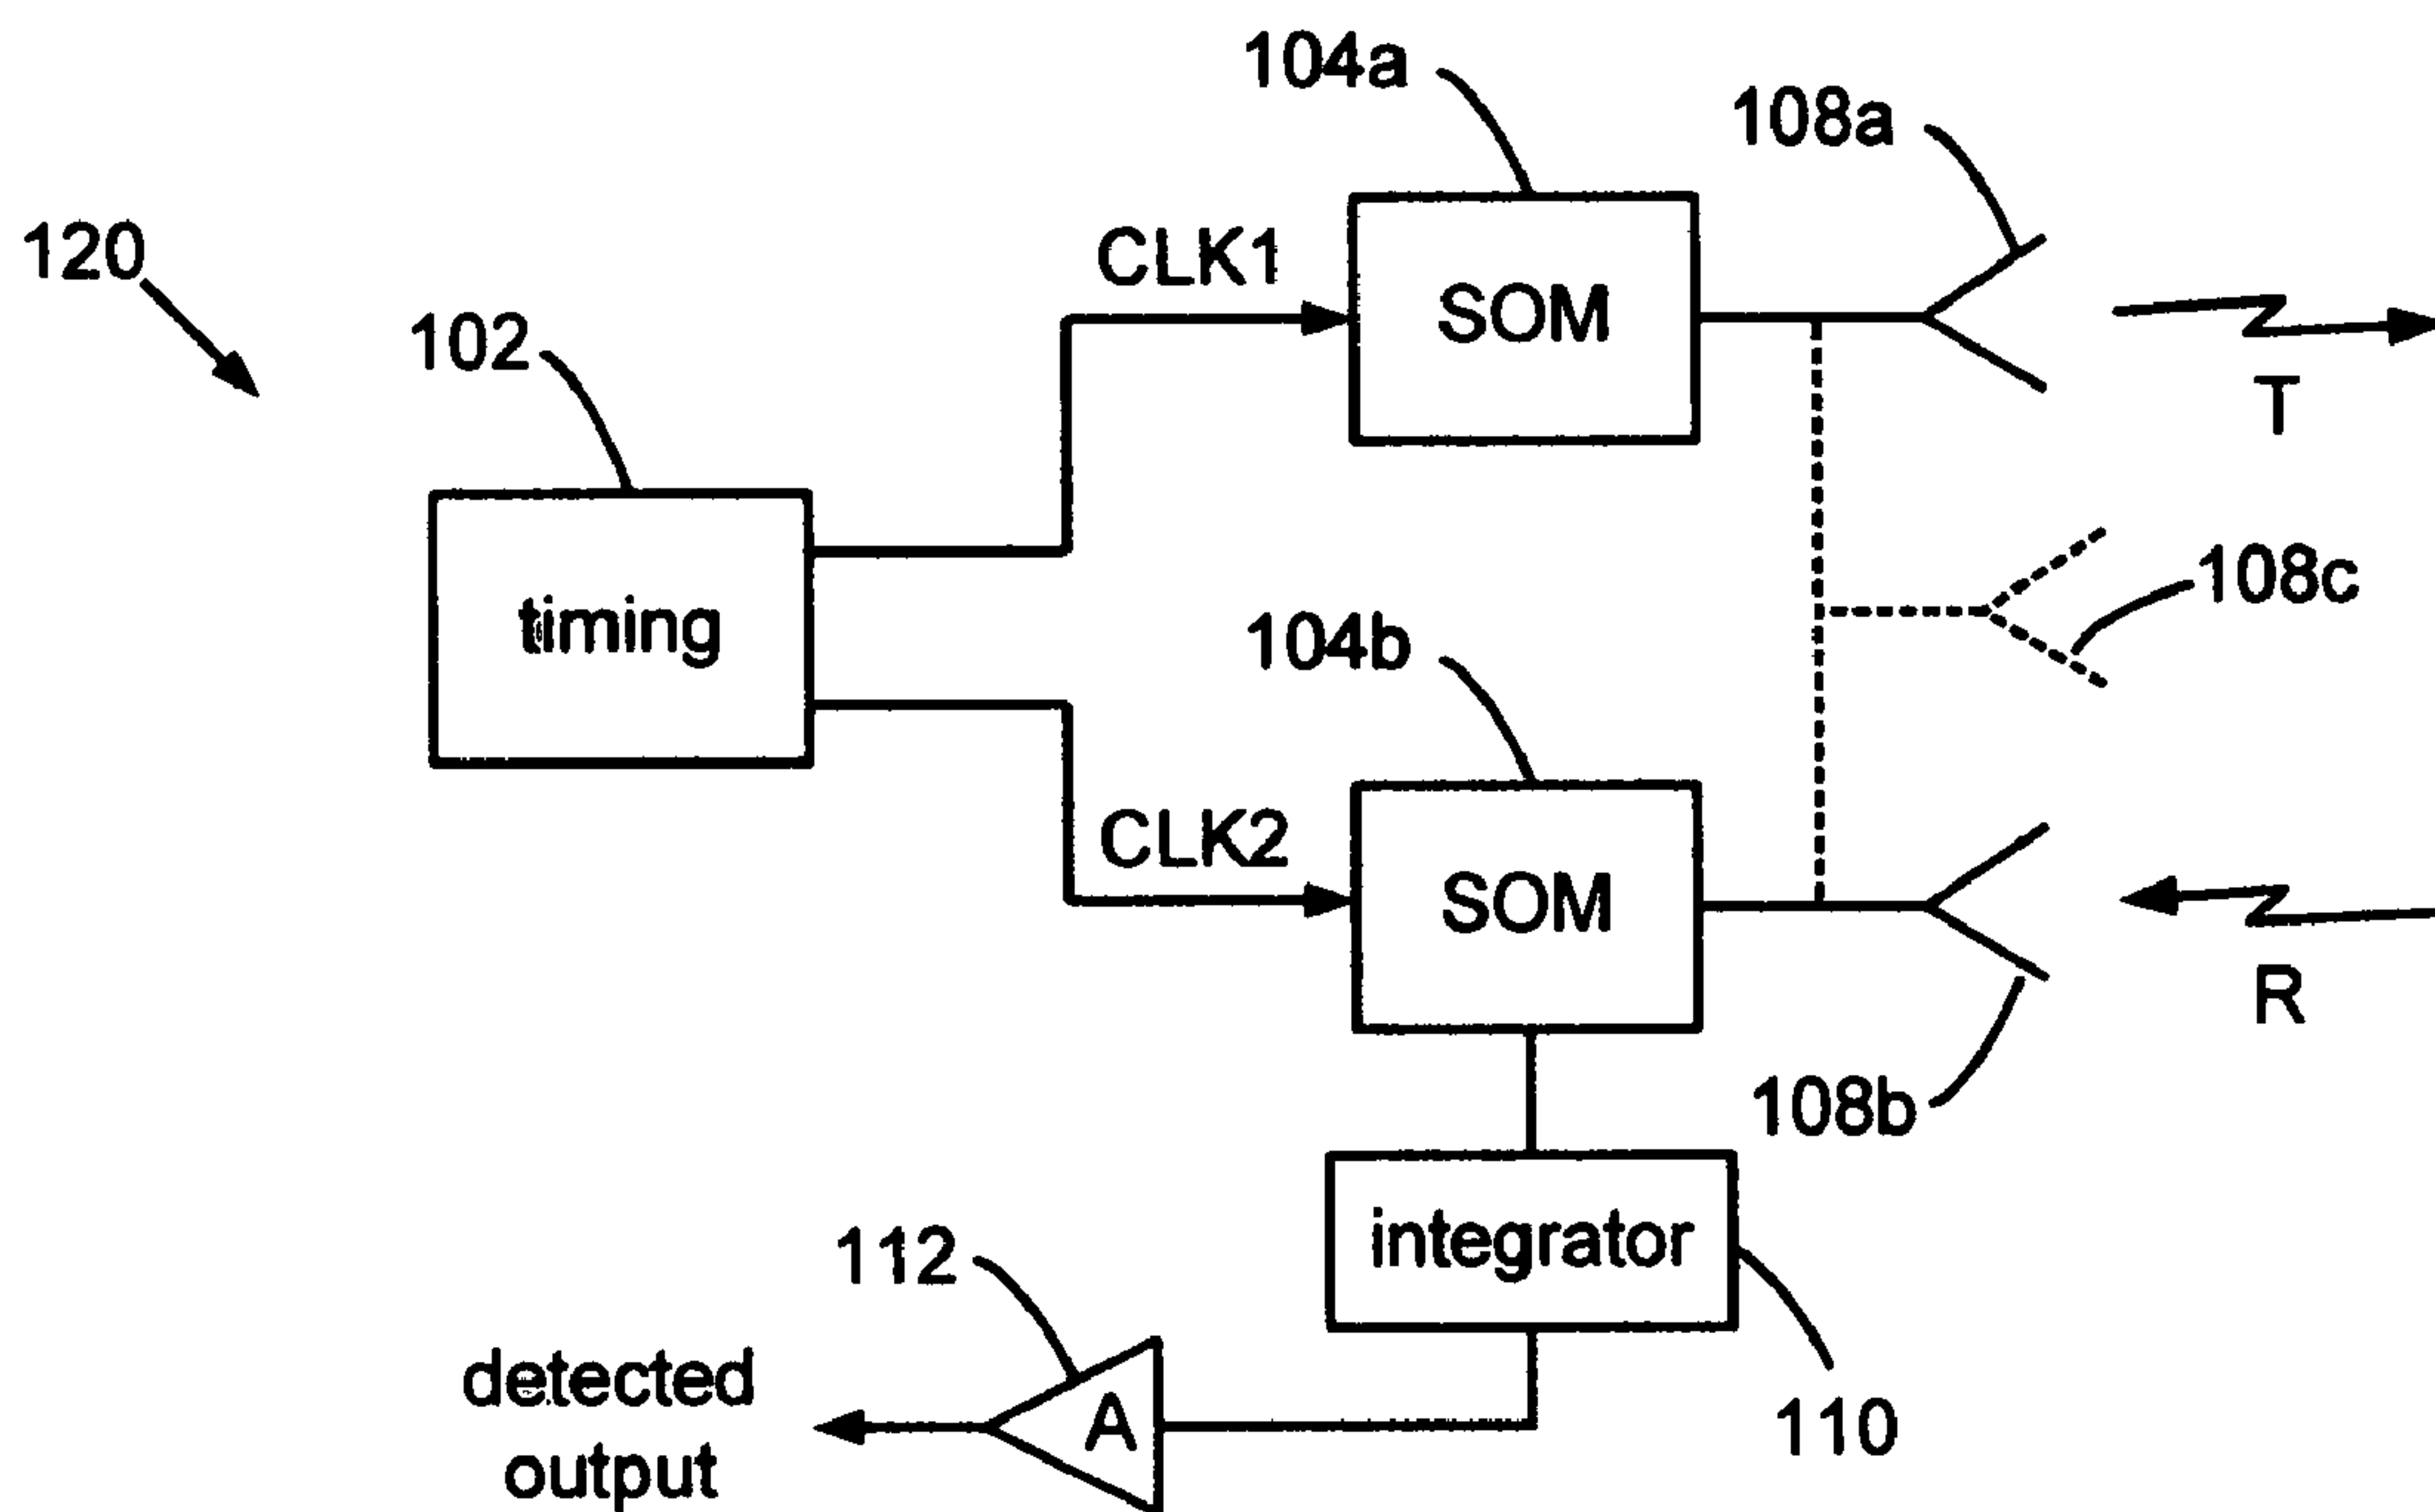 104a
108a
120
CLK1
102
SOM
T
timing
108c
104b
CLK2
SOM
R
108b
integrator
112
detected
output
A
110